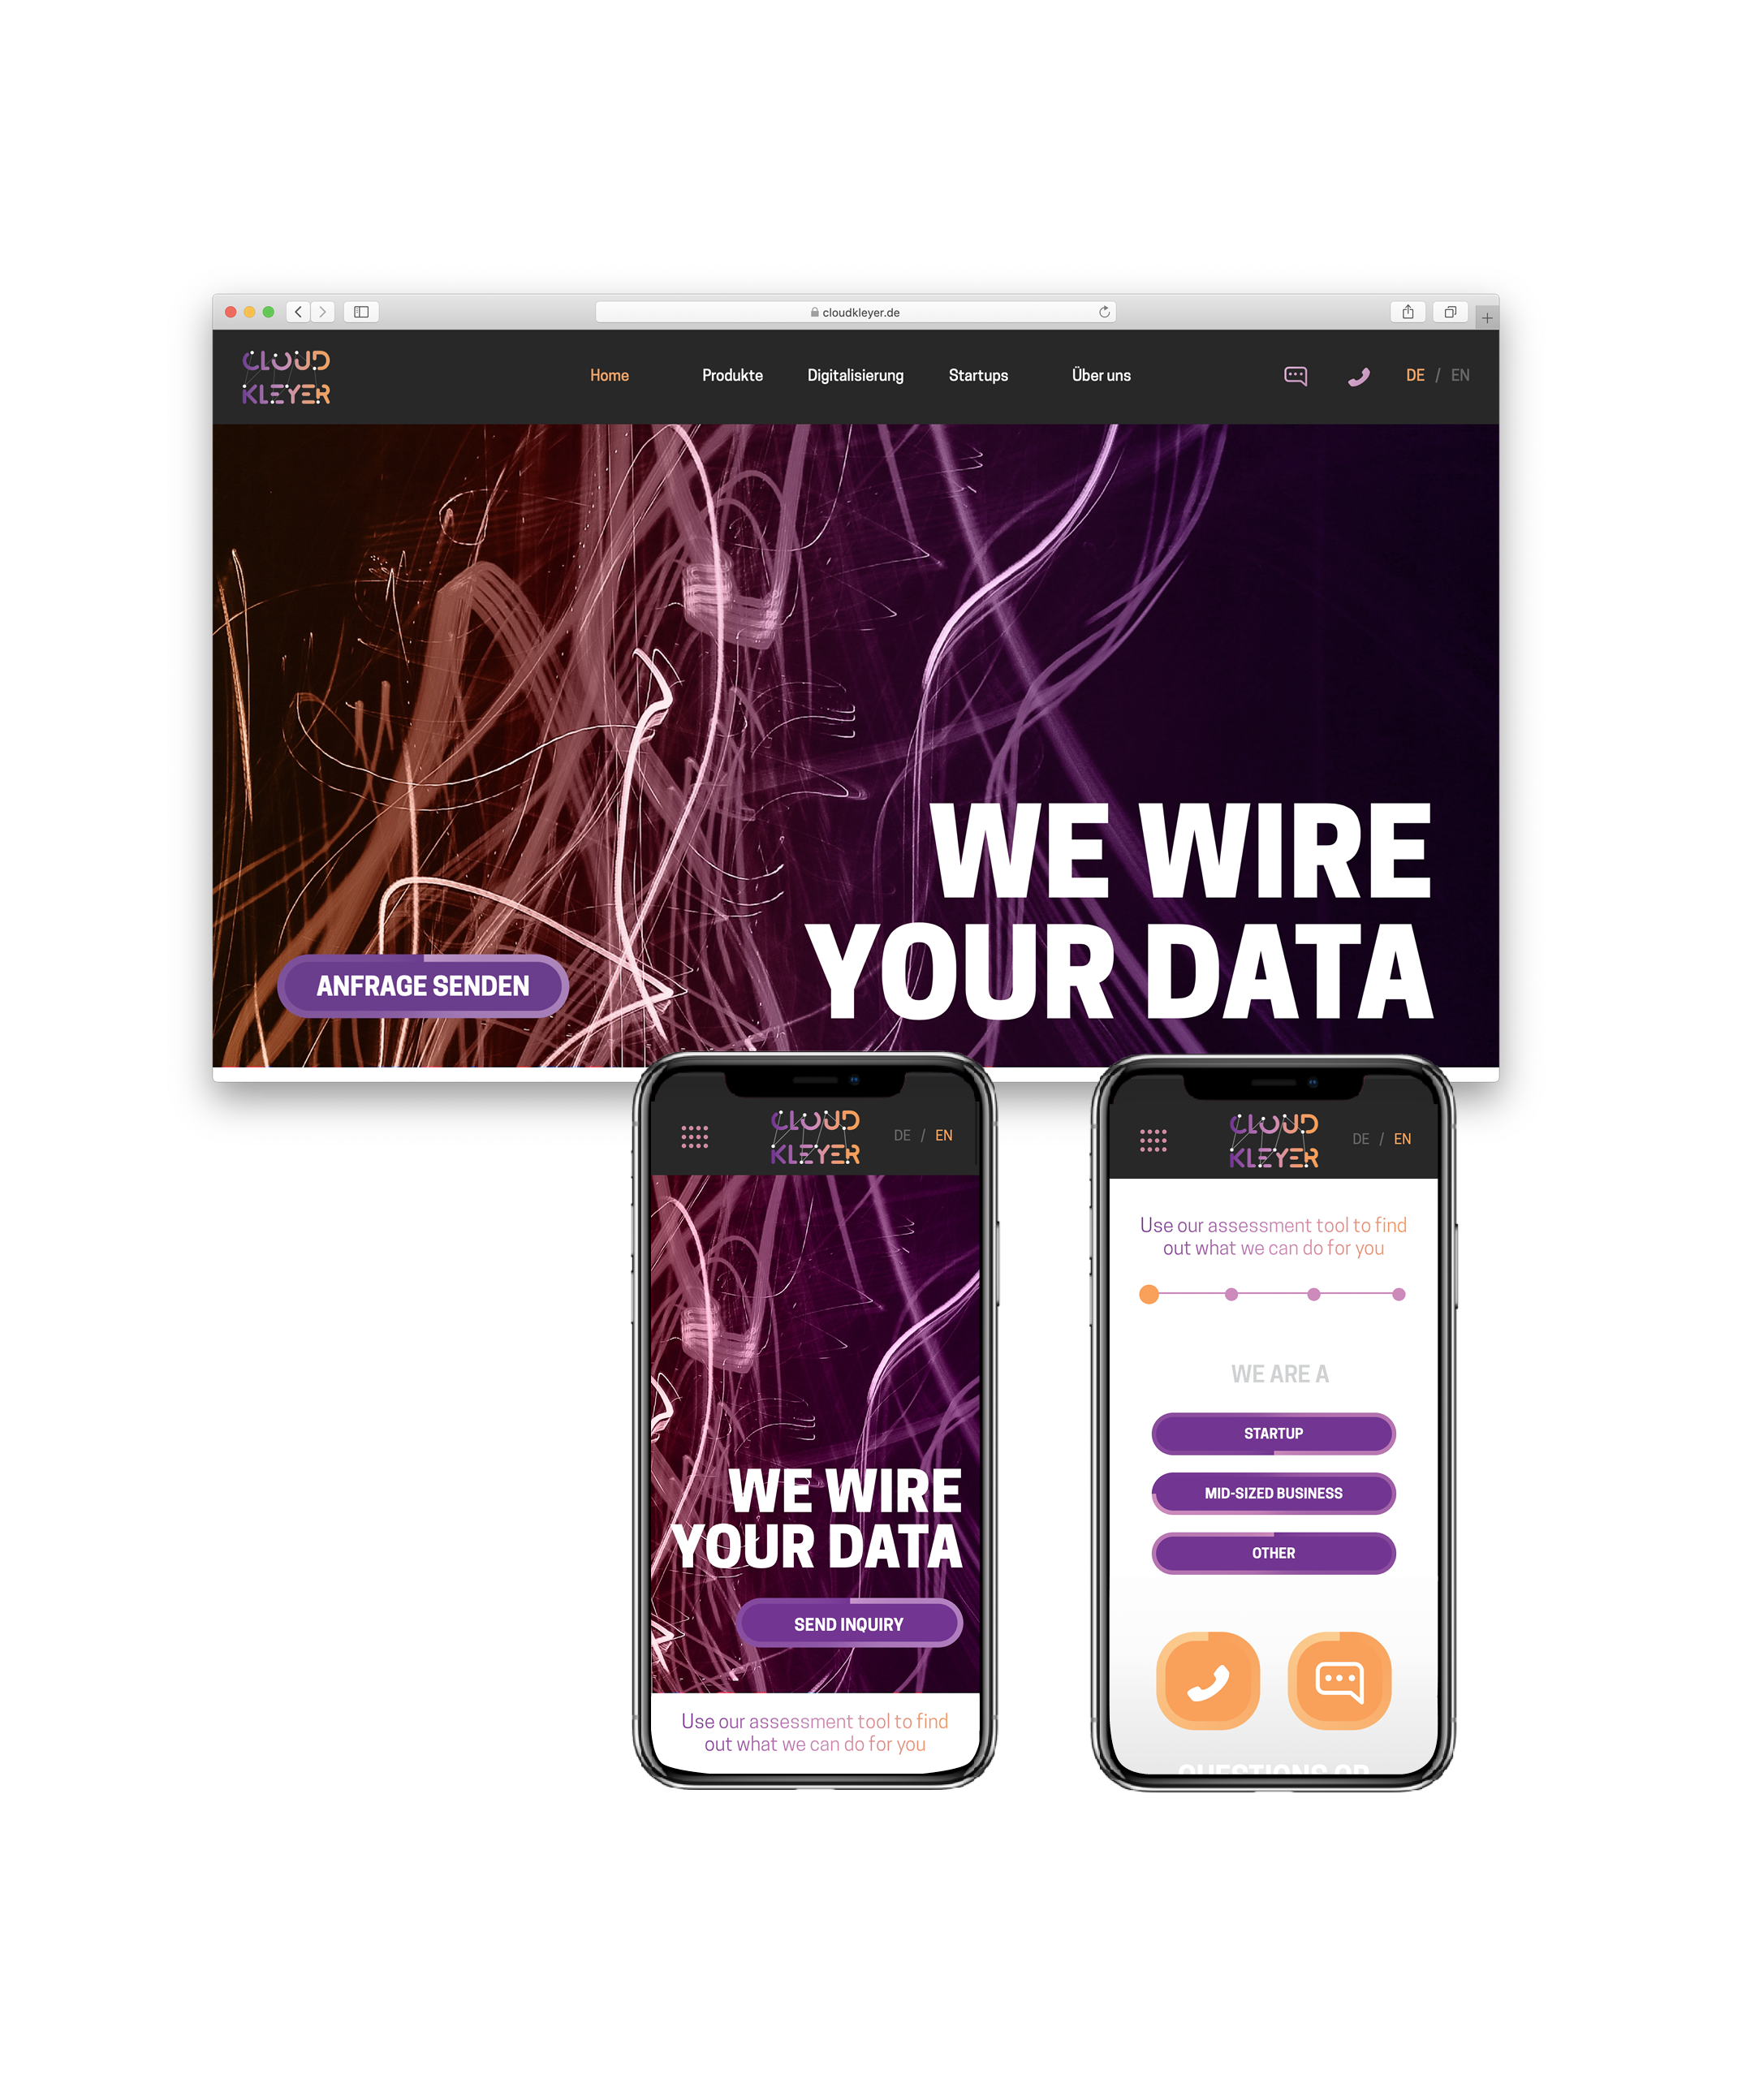 cloudkleyer.de
CLOUD
KLEYER
Home
Produkte
Digitalisierung
Startups
Über uns
DE / EN
WE WIRE
YOUR DATA
ANFRAGE SENDEN
CLOUD
KLEYER
DE / EN
WE WIRE
YOUR DATA
SEND INQUIRY
Use our assessment tool to find
out what we can do for you
CLOUD
KLEYER
DE / EN
Use our assessment tool to find
out what we can do for you
WE ARE A
STARTUP
MID-SIZED BUSINESS
OTHER
QUESTIONS OR